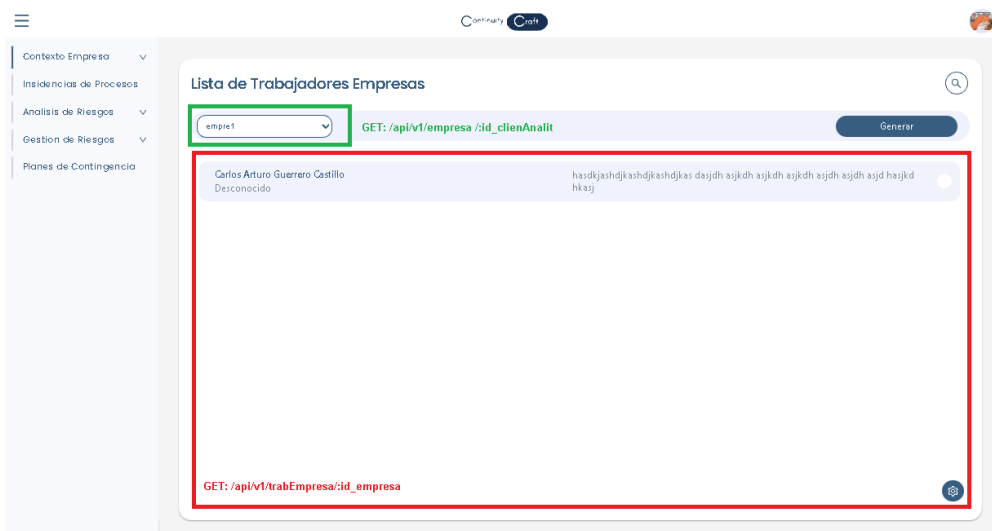 Continuity Craft
Contexto Empresa
Insidencias de Procesos
Analisis de Riesgos
Gestion de Riesgos
Planes de Contingencia
Lista de Trabajadores Empresas
empre1
GET: /api/v1/empresa /:id_clienAnalit
Generar
Carlos Arturo Guerrero Castillo
Desconocido
hasdkjashdjkashdjkashdjkas dasjdh asjkdh asjkdh asjkdh asjdh asjdh asjd hasjkd
hkasj
GET: /api/v1/trabEmpresa/:id_empresa